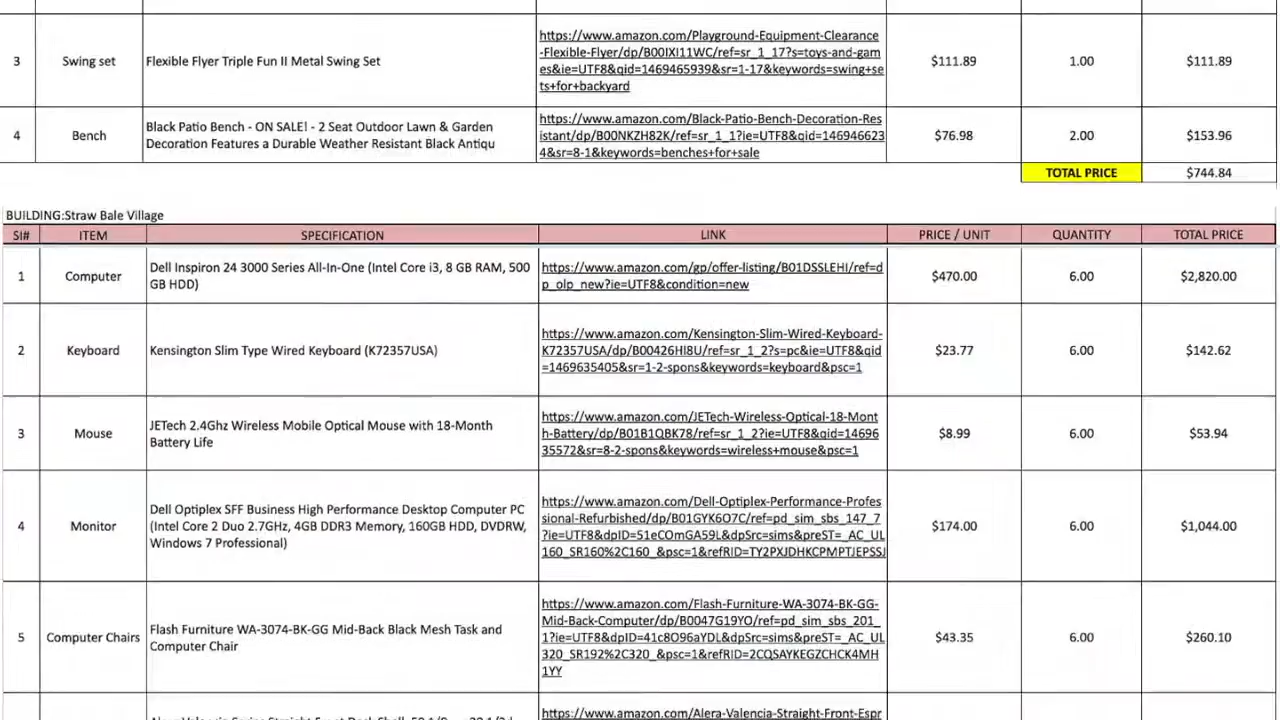 3 Swing set Flexible Flyer Triple Fun II Metal Swing Set
https://www.amazon.com/Playground-Equipment-Clearance
-Flexible-Flyer/dp/B00IXI11WC/ref=sr_1_17?s=toys-and-gam
es&ie=UTF8&qid=1469465939&sr=1-17&keywords=swing+se
ts+for+backyard
$111.89 1.00 $111.89
4 Bench
Black Patio Bench - ON SALE! - 2 Seat Outdoor Lawn & Garden
Decoration Features a Durable Weather Resistant Black Antiqu
https://www.amazon.com/Black-Patio-Bench-Decoration-Res
istant/dp/B00NKZH82K/ref=sr_1_1?ie=UTF8&qid=146946623
4&sr=8-1&keywords=benches+for+sale
$76.98 2.00 $153.96
TOTAL PRICE $744.84
BUILDING:Straw Bale Village
SI# ITEM SPECIFICATION LINK PRICE / UNIT QUANTITY TOTAL PRICE
1 Computer
Dell Inspiron 24 3000 Series All-In-One (Intel Core i3, 8 GB RAM, 500
GB HDD)
https://www.amazon.com/gp/offer-listing/B01DSSLEHI/ref=d
p_olp_new?ie=UTF8&condition=new
$470.00 6.00 $2,820.00
2 Keyboard Kensington Slim Type Wired Keyboard (K72357USA)
https://www.amazon.com/Kensington-Slim-Wired-Keyboard-
K72357USA/dp/B00426HI8U/ref=sr_1_2?s=pc&ie=UTF8&qid
=1469635405&sr=1-2-spons&keywords=keyboard&psc=1
$23.77 6.00 $142.62
3 Mouse
JETech 2.4Ghz Wireless Mobile Optical Mouse with 18-Month
Battery Life
https://www.amazon.com/JETech-Wireless-Optical-18-Mont
h-Battery/dp/B01B1QBK78/ref=sr_1_2?ie=UTF8&qid=14696
35572&sr=8-2-spons&keywords=wireless+mouse&psc=1
$8.99 6.00 $53.94
4 Monitor
Dell Optiplex SFF Business High Performance Desktop Computer PC
(Intel Core 2 Duo 2.7GHz, 4GB DDR3 Memory, 160GB HDD, DVDRW,
Windows 7 Professional)
https://www.amazon.com/Dell-Optiplex-Performance-Profes
sional-Refurbished/dp/B01GYK6O7C/ref=pd_sim_sbs_147_7
?ie=UTF8&dpID=51eCOmGA59L&dpSrc=sims&preST=_AC_UL
160_SR160%2C160_&psc=1&refRID=TY2PXJDHKCPMPTJEPSSJ
$174.00 6.00 $1,044.00
5 Computer Chairs
Flash Furniture WA-3074-BK-GG Mid-Back Black Mesh Task and
Computer Chair
https://www.amazon.com/Flash-Furniture-WA-3074-BK-GG-
Mid-Back-Computer/dp/B0047G19YO/ref=pd_sim_sbs_201_
1?ie=UTF8&dpID=41c8O96aYDL&dpSrc=sims&preST=_AC_UL
320_SR192%2C320_&psc=1&refRID=2CQSAYKEGZCHCK4MH
1YY
$43.35 6.00 $260.10
https://www.amazon.com/Alera-Valencia-Straight-Front-Espr